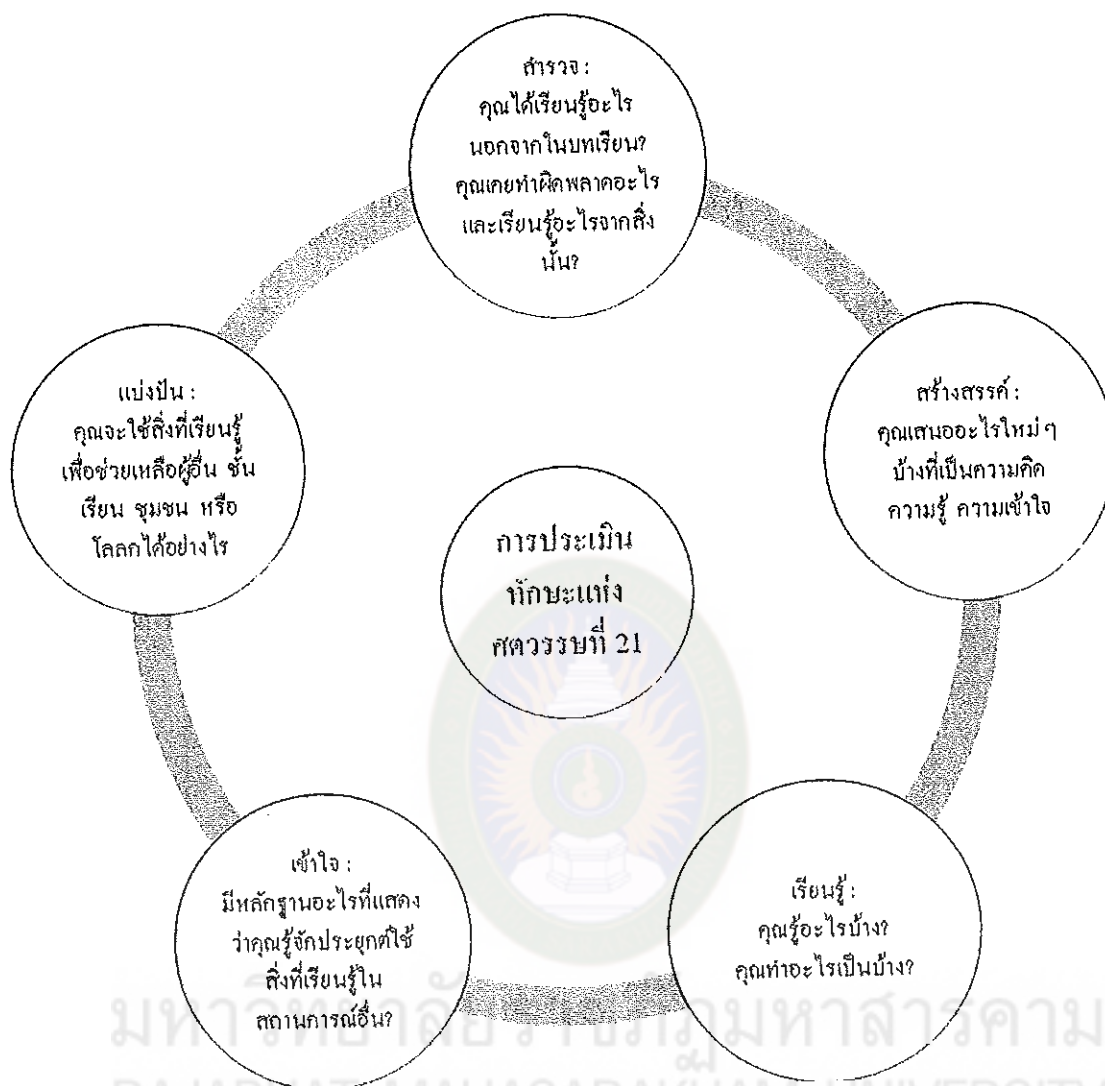 สำรวจ :
คุณได้เรียนรู้อะไร
นอกจากในบทเรียน?
คุณเคยทำผิดพลาดอะไร
และเรียนรู้อะไรจากสิ่ง
นั้น?
สร้างสรรค์ :
คุณเสนออะไรใหม่ ๆ
บ้างที่เป็นความคิด
ความรู้ ความเข้าใจ
เรียนรู้ :
คุณรู้อะไรบ้าง?
คุณทำอะไรเป็นบ้าง?
เข้าใจ :
มีหลักฐานอะไรที่แสดง
ว่าคุณรู้จักประยุกต์ใช้
สิ่งที่เรียนรู้ใน
สถานการณ์อื่น?
แบ่งปัน :
คุณจะใช้สิ่งที่เรียนรู้
เพื่อช่วยเหลือผู้อื่น ชั้น
เรียน ชุมชน หรือ
โลลกได้อย่างไร
การประเมิน
ทักษะแห่ง
ศตวรรษที่ 21
มหาวิทยาลัยราชภัฏมหาสารคาม